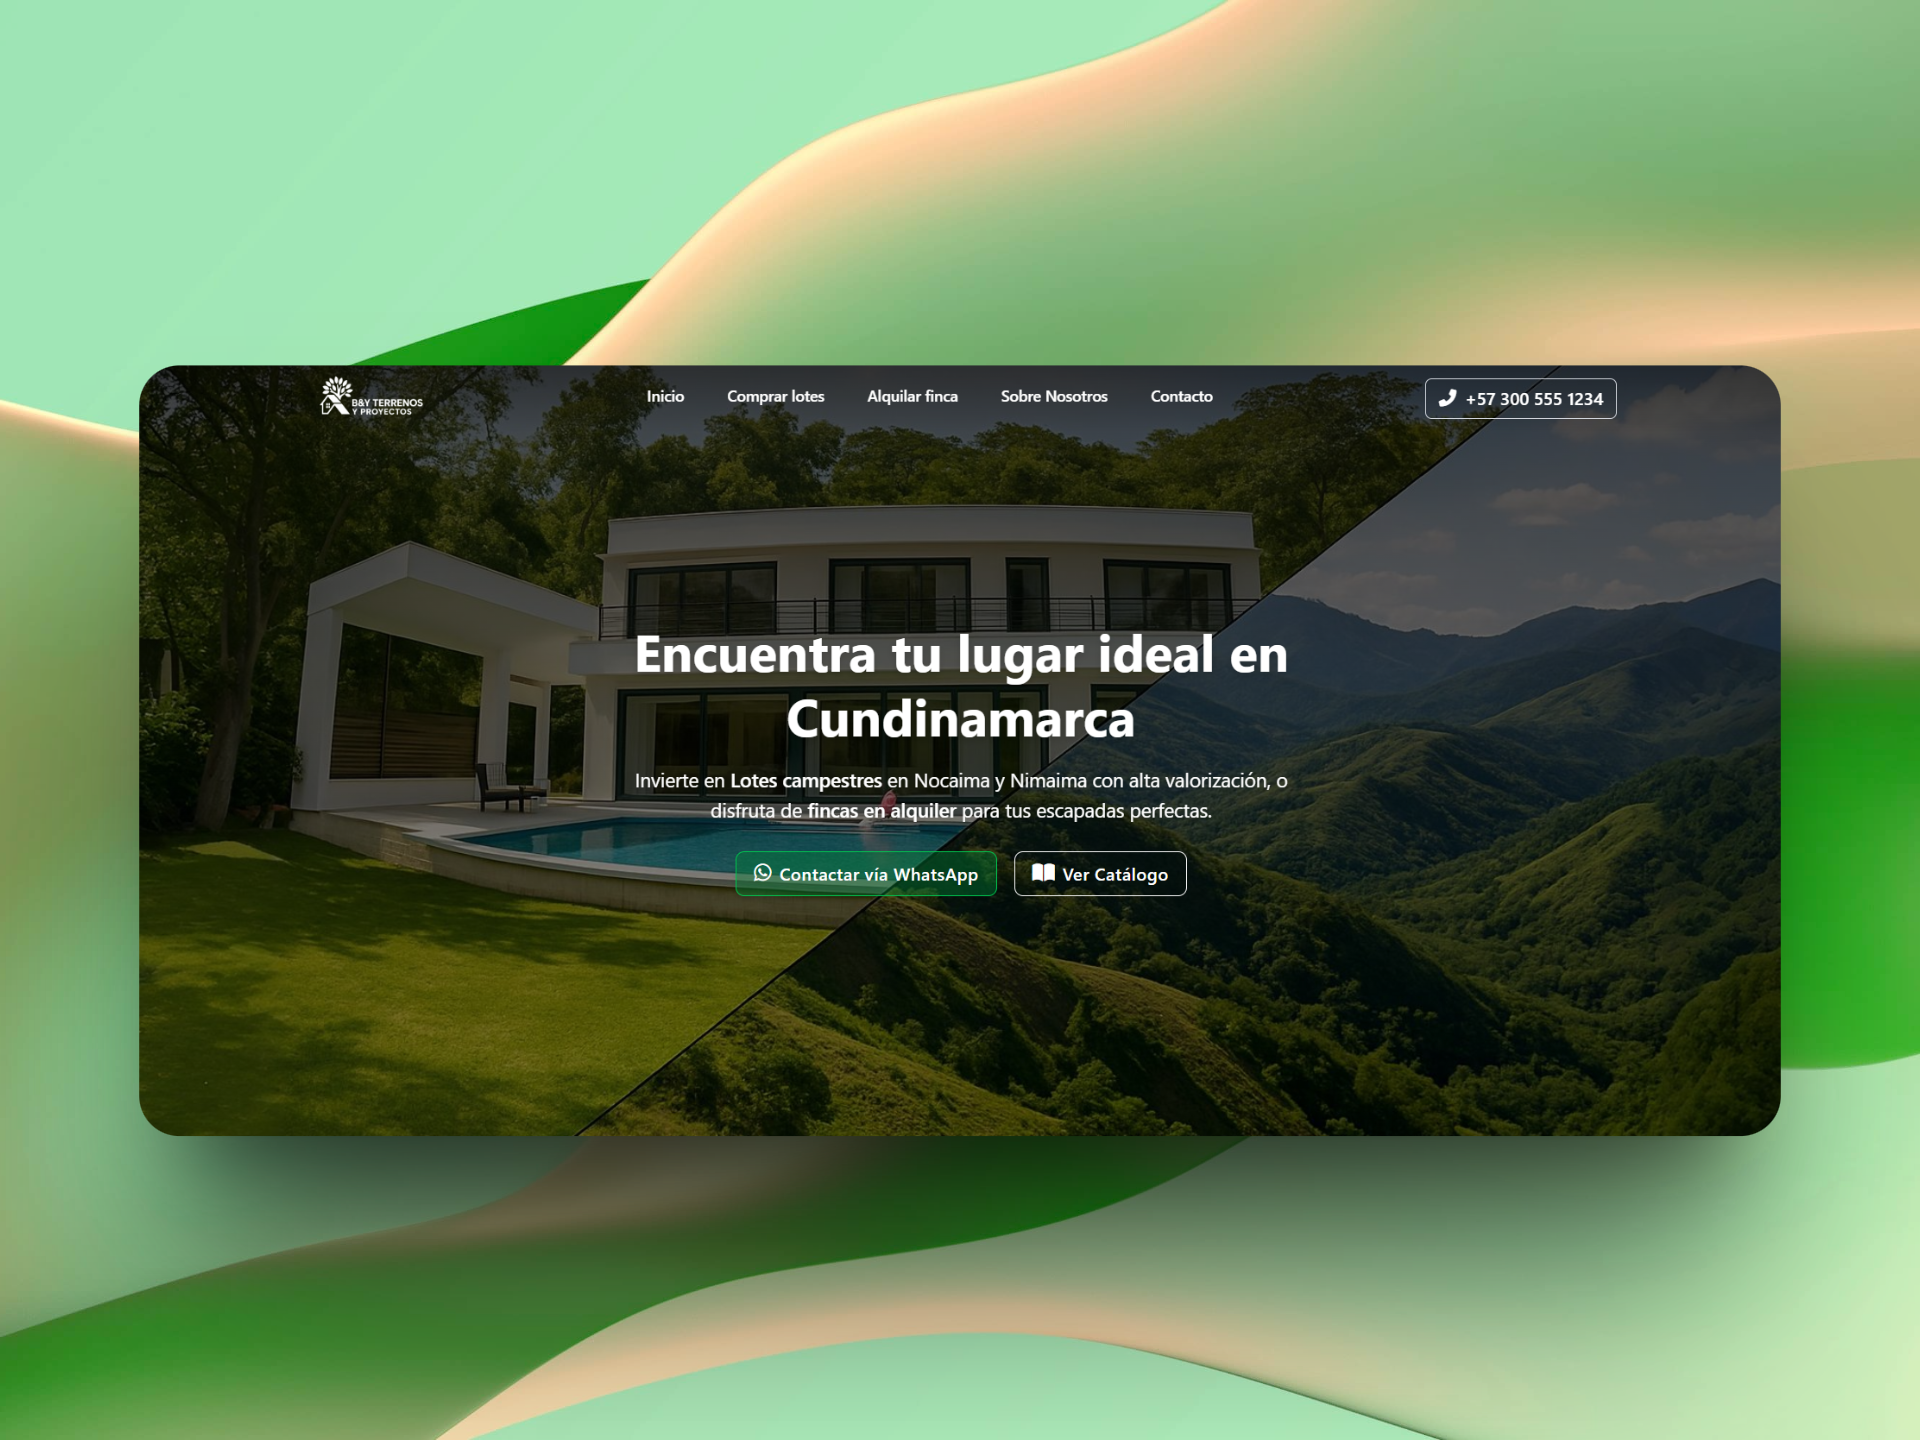 B&Y TERRENOS
Y PROYECTOS
Inicio
Comprar lotes
Alquilar finca
Sobre Nosotros
Contacto
+57 300 555 1234
Encuentra tu lugar ideal en
Cundinamarca
Invierte en Lotes campestres en Nocaima y Nimaima con alta valorización, o
disfruta de fincas en alquiler para tus escapadas perfectas.
Contactar vía WhatsApp
Ver Catálogo